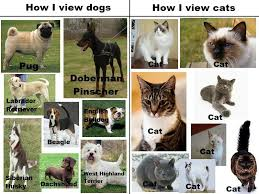 How I view dogs
How I view cats
Pug
Doberman
Pinscher
Labrador
Retriever
English
Bulldog
Beagle
Siberian
Husky
Dachshund
West Highland
Terrier
Cat
Cat
Cat
Cat
Cat
Cat
Cat
Cat